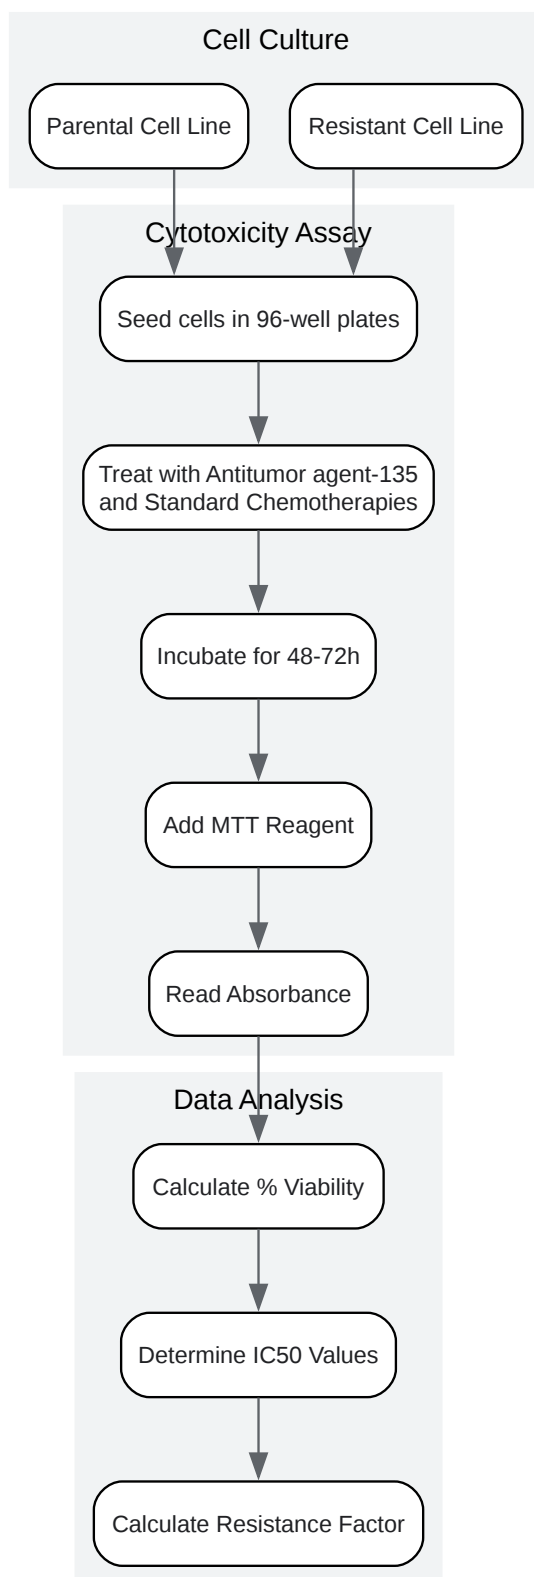 Cell Culture
Parental Cell Line
Resistant Cell Line
Cytotoxicity Assay
Seed cells in 96-well plates
Treat with Antitumor agent-135
and Standard Chemotherapies
Incubate for 48-72h
Add MTT Reagent
Read Absorbance
Data Analysis
Calculate % Viability
Determine IC50 Values
Calculate Resistance Factor